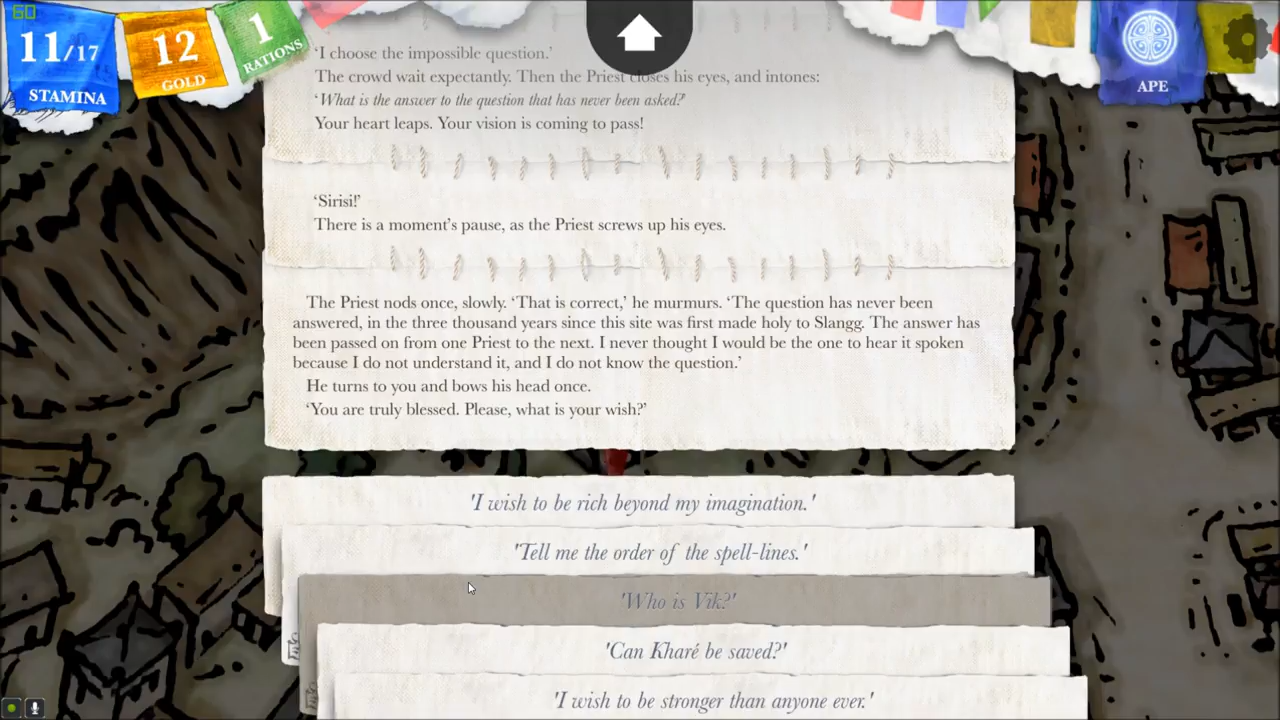 60
11/17
STAMINA
12
GOLD
1
RATIONS
APE
‘I choose the impossible question.’
The crowd wait expectantly. Then the Priest closes his eyes, and intones:
‘What is the answer to the question that has never been asked?’
Your heart leaps. Your vision is coming to pass!
‘Sirisi!’
There is a moment’s pause, as the Priest screws up his eyes.
The Priest nods once, slowly. ‘That is correct,’ he murmurs. ‘The question has never been
answered, in the three thousand years since this site was first made holy to Slangg. The answer has
been passed on from one Priest to the next. I never thought I would be the one to hear it spoken
because I do not understand it, and I do not know the question.’
He turns to you and bows his head once.
‘You are truly blessed. Please, what is your wish?’
'I wish to be rich beyond my imagination.'
'Tell me the order of the spell-lines.'
'Who is Vik?'
'Can Kharé be saved?'
'I wish to be stronger than anyone ever.'